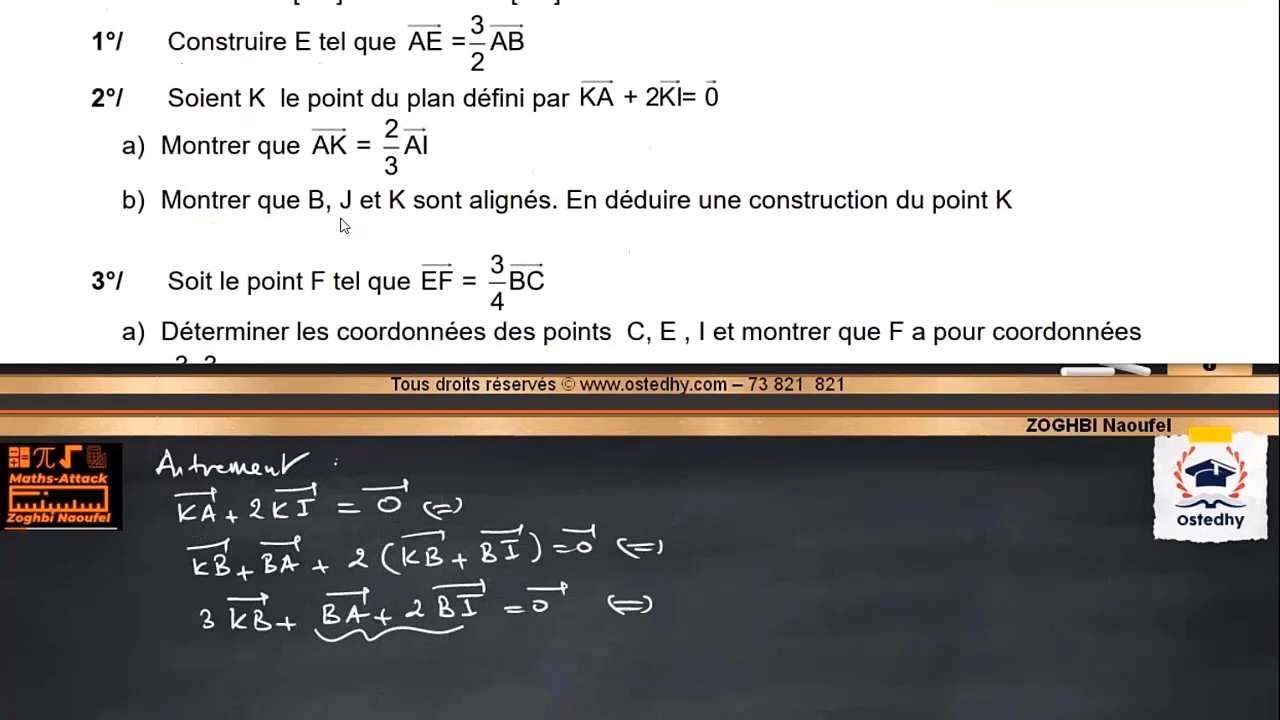 1°/ Construire E tel que AE = 3/2 AB
2°/ Soient K le point du plan défini par KA + 2KI= 0
a) Montrer que AK = 2/3 AI
b) Montrer que B, J et K sont alignés. En déduire une construction du point K
3°/ Soit le point F tel que EF = 3/4 BC
a) Déterminer les coordonnées des points C, E , I et montrer que F a pour coordonnées
Tous droits réservés © www.ostedhy.com – 73 821 821
ZOGHBI Naoufel
Maths-Attack
Zoghbi Naoufel
Ostedhy
Autrement :
KA + 2 KI = 0 (=)
KB + BA + 2 (KB + BI) = 0 (=)
3 KB + BA + 2 BI = 0 (=)